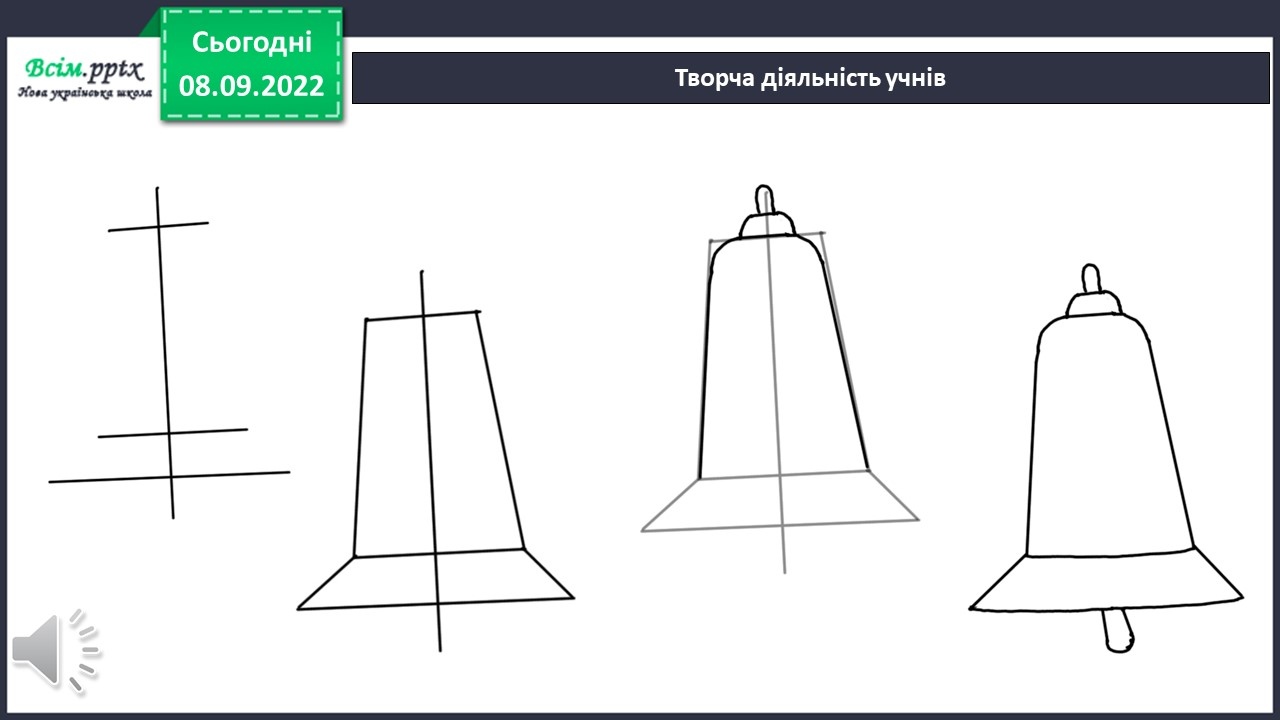 Всім.pptx
Нова українська школа
Сьогодні
08.09.2022
Творча діяльність учнів